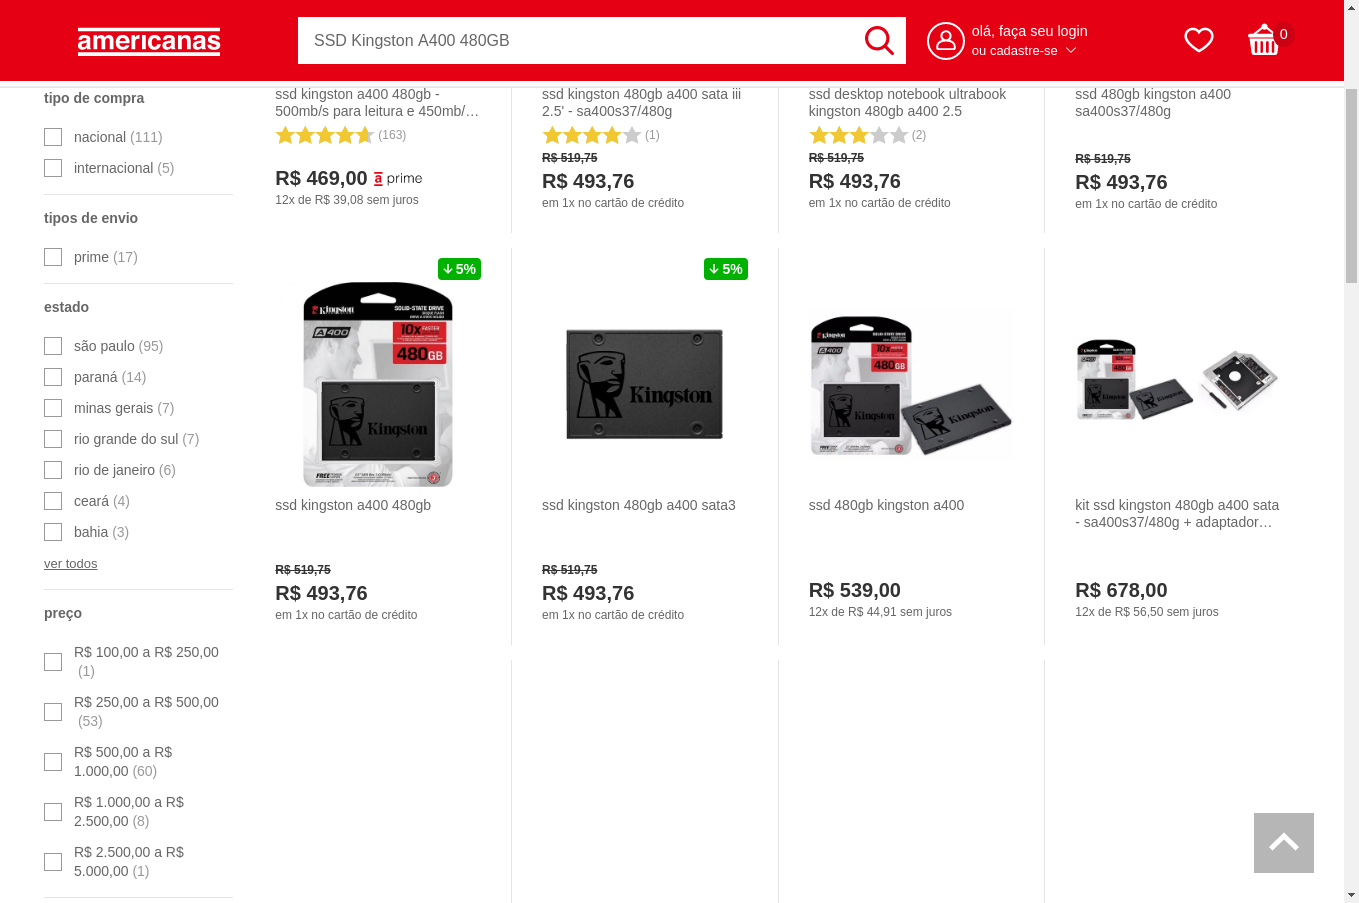 americanas
SSD Kingston A400 480GB
olá, faça seu login
ou cadastre-se
0
tipo de compra
nacional (111)
internacional (5)
tipos de envio
prime (17)
estado
são paulo (95)
paraná (14)
minas gerais (7)
rio grande do sul (7)
rio de janeiro (6)
ceará (4)
bahia (3)
ver todos
preço
R$ 100,00 a R$ 250,00
(1)
R$ 250,00 a R$ 500,00
(53)
R$ 500,00 a R$
1.000,00 (60)
R$ 1.000,00 a R$
2.500,00 (8)
R$ 2.500,00 a R$
5.000,00 (1)
ssd kingston a400 480gb -
500mb/s para leitura e 450mb/…
(163)
R$ 469,00 a prime
12x de R$ 39,08 sem juros
ssd kingston 480gb a400 sata iii
2.5' - sa400s37/480g
(1)
R$ 519,75
R$ 493,76
em 1x no cartão de crédito
ssd desktop notebook ultrabook
kingston 480gb a400 2.5
(2)
R$ 519,75
R$ 493,76
em 1x no cartão de crédito
ssd 480gb kingston a400
sa400s37/480g
R$ 519,75
R$ 493,76
em 1x no cartão de crédito
5%
Kingston
SOLID-STATE DRIVE
A400
10x FASTER
480GB
Kingston
FREE
ssd kingston a400 480gb
R$ 519,75
R$ 493,76
em 1x no cartão de crédito
5%
Kingston
ssd kingston 480gb a400 sata3
R$ 519,75
R$ 493,76
em 1x no cartão de crédito
Kingston
A400
10x
480GB
Kingston
Kingston
ssd 480gb kingston a400
R$ 539,00
12x de R$ 44,91 sem juros
480GB
Kingston
Kingston
kit ssd kingston 480gb a400 sata
- sa400s37/480g + adaptador…
R$ 678,00
12x de R$ 56,50 sem juros